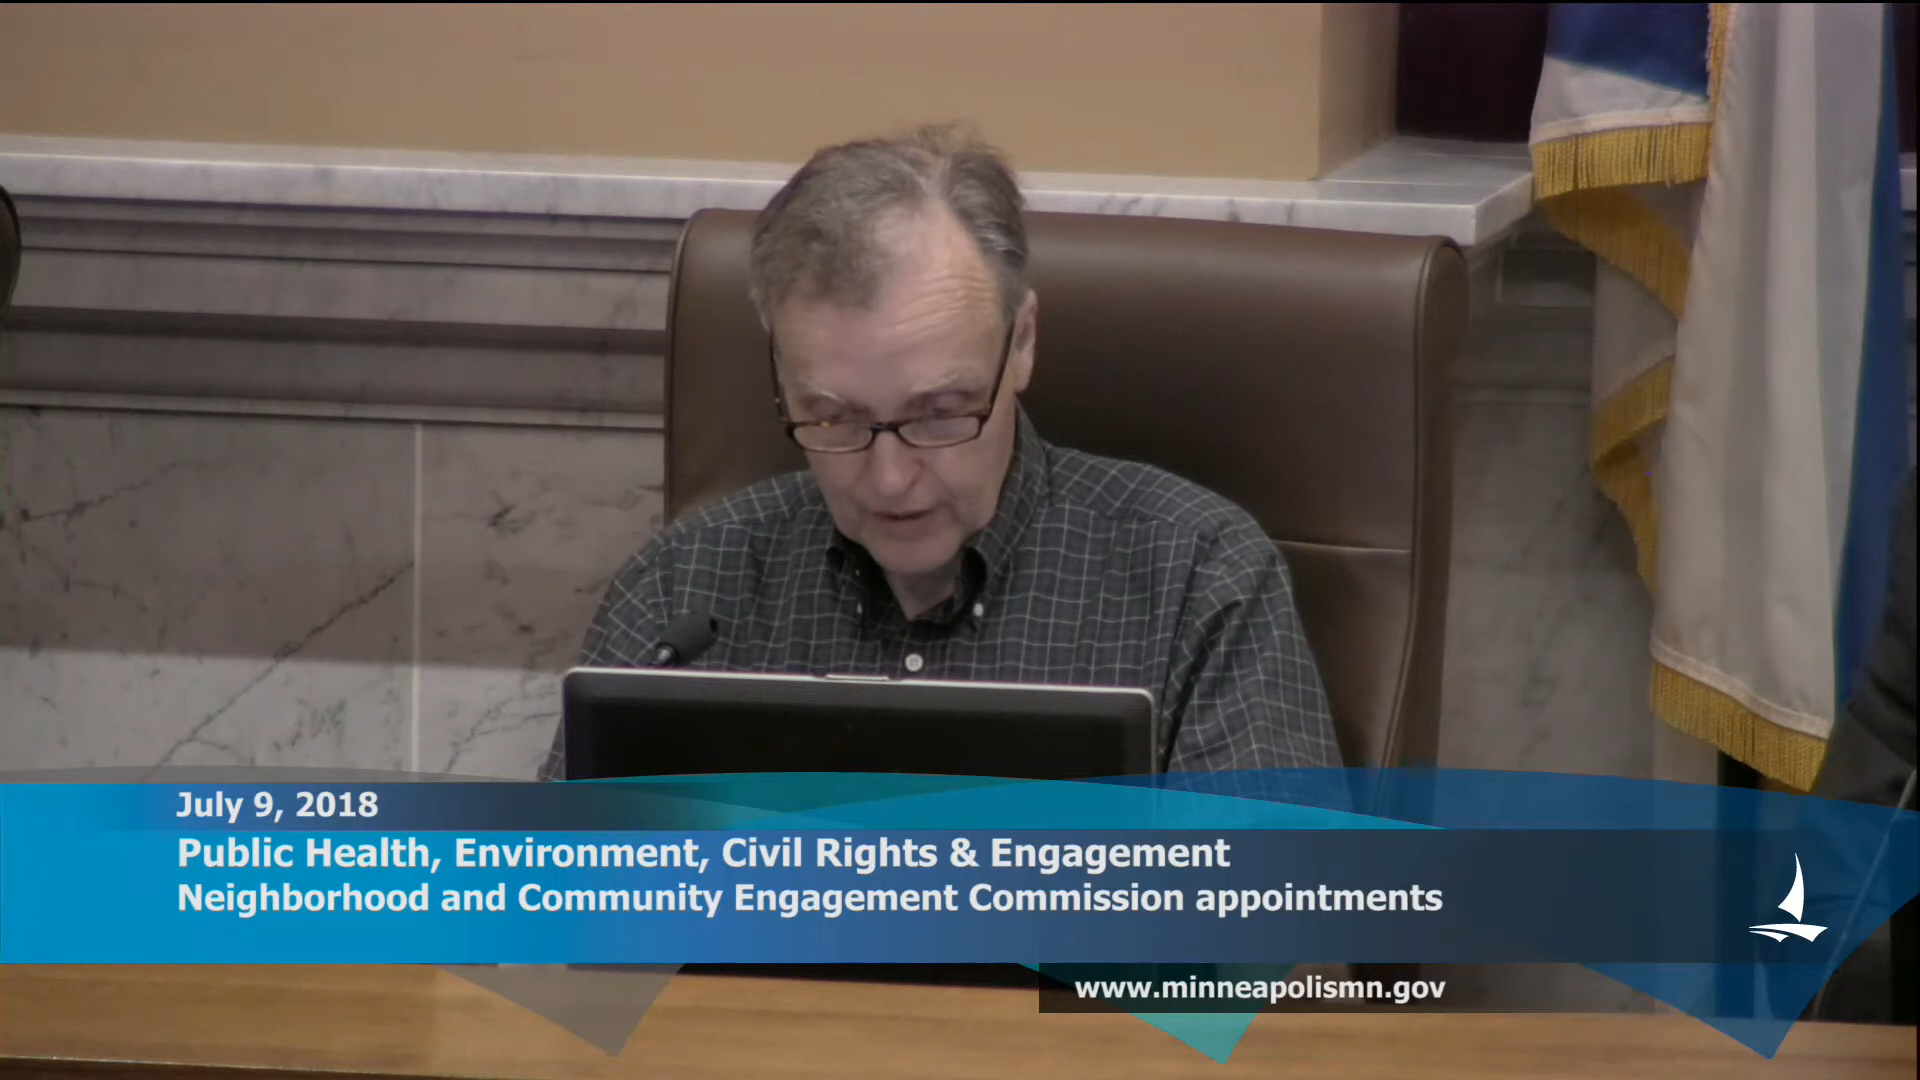 July 9, 2018
Public Health, Environment, Civil Rights & Engagement
Neighborhood and Community Engagement Commission appointments
www.minneapolismn.gov